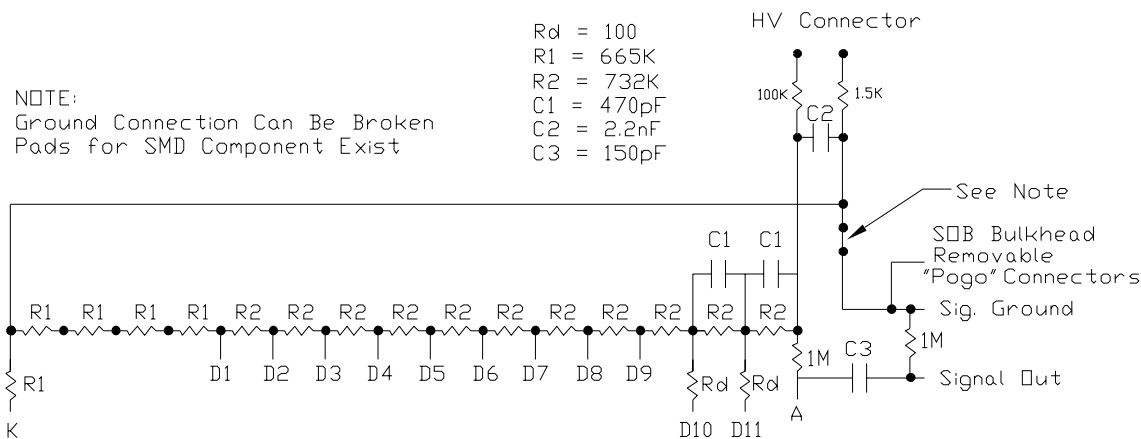 HV Connector
Rd = 100
R1 = 665K
R2 = 732K
C1 = 470pF
C2 = 2.2nF
C3 = 150pF
NOTE:
Ground Connection Can Be Broken
Pads for SMD Component Exist
100K
1.5K
C2
See Note
SOB Bulkhead
Removable
"Pogo" Connectors
C1 C1
Sig. Ground
R1 R1 R1 R1 R2 R2 R2 R2 R2 R2 R2 R2 R2 R2 R2
1M
1M
C3
D1 D2 D3 D4 D5 D6 D7 D8 D9
Signal Out
R1
Rd Rd
K
D10 D11
A